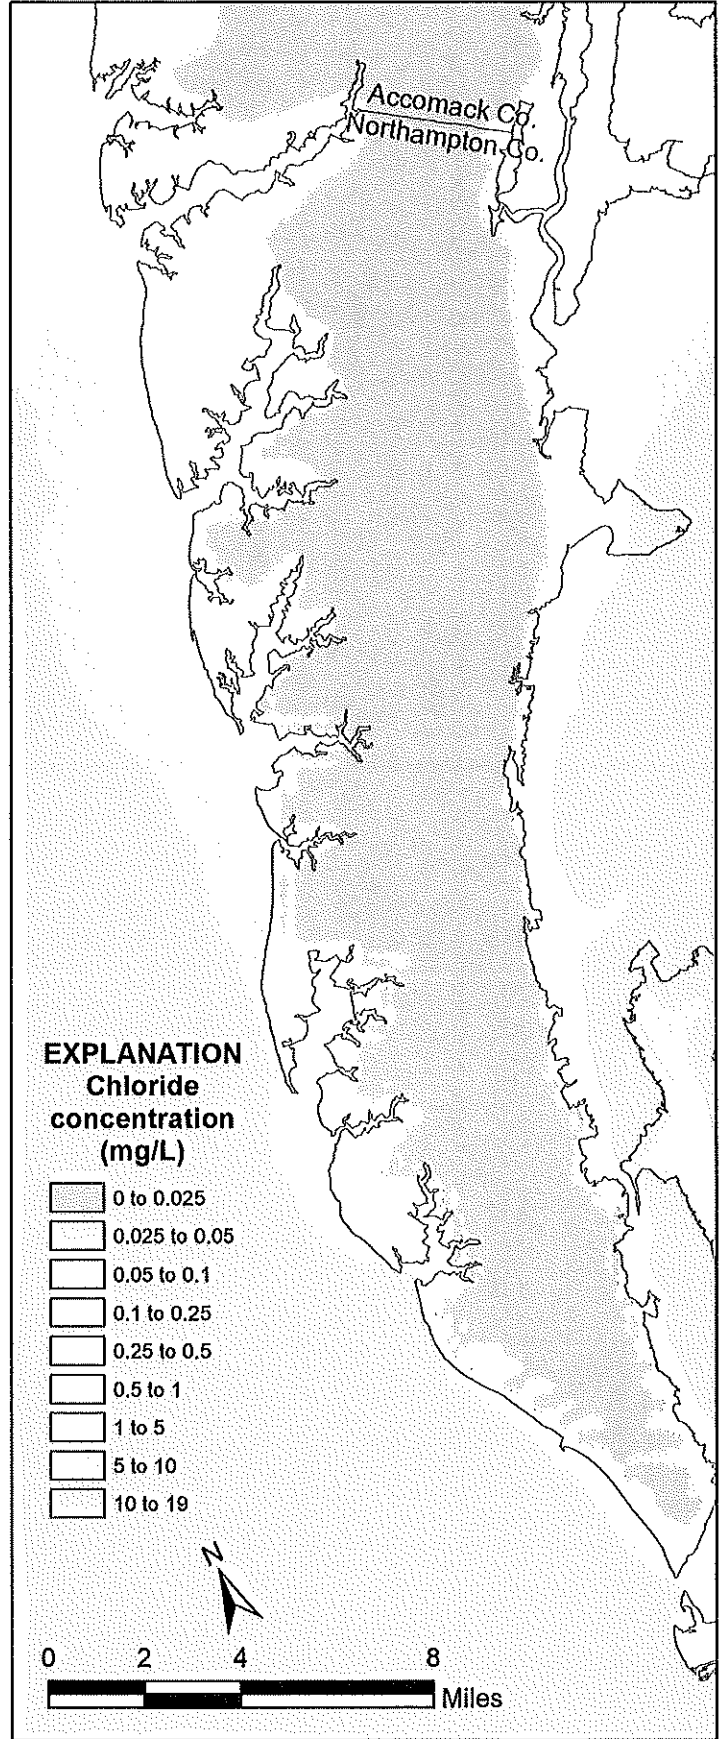 Accomack Co.
Northampton Co.
EXPLANATION
Chloride
concentration
(mg/L)
0 to 0.025
0.025 to 0.05
0.05 to 0.1
0.1 to 0.25
0.25 to 0.5
0.5 to 1
1 to 5
5 to 10
10 to 19
N
0 2 4 8
Miles